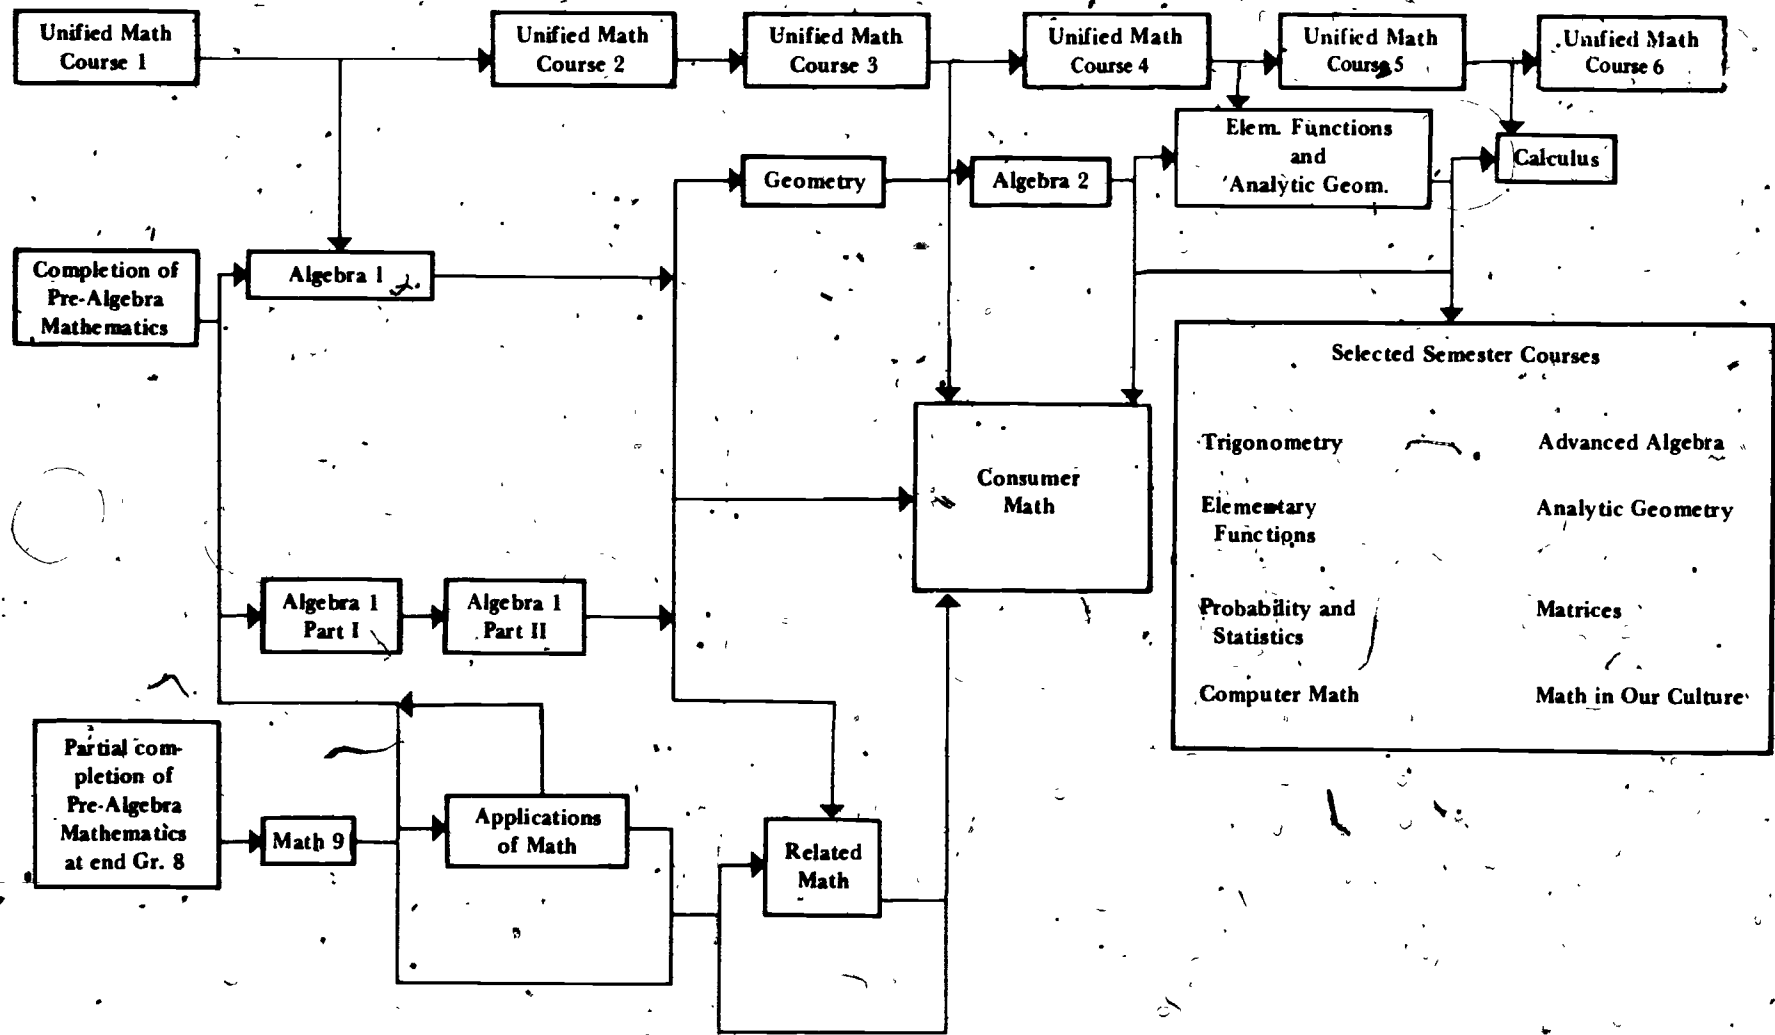 Unified Math
Course 1
Unified Math
Course 2
Unified Math
Course 3
Unified Math
Course 4
Unified Math
Course 5
Unified Math
Course 6
Elem. Functions
and
Analytic Geom.
Calculus
Geometry
Algebra 2
Completion of
Pre-Algebra
Mathematics
Algebra 1
Selected Semester Courses
Trigonometry
Advanced Algebra
Elementary
Functions
Analytic Geometry
Probability and
Statistics
Matrices
Computer Math
Math in Our Culture
Consumer
Math
Algebra 1
Part I
Algebra 1
Part II
Partial com-
pletion of
Pre-Algebra
Mathematics
at end Gr. 8
Math 9
Applications
of Math
Related
Math